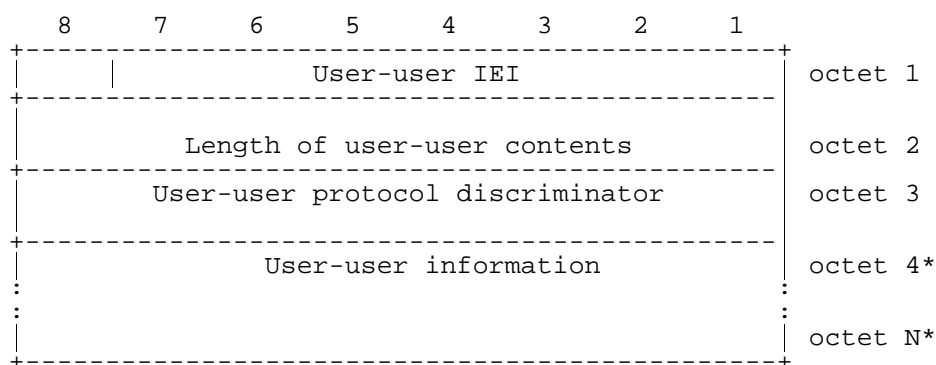 8 7 6 5 4 3 2 1
User-user IEI octet 1
Length of user-user contents octet 2
User-user protocol discriminator octet 3
User-user information octet 4*
:            :
:            :
octet N*